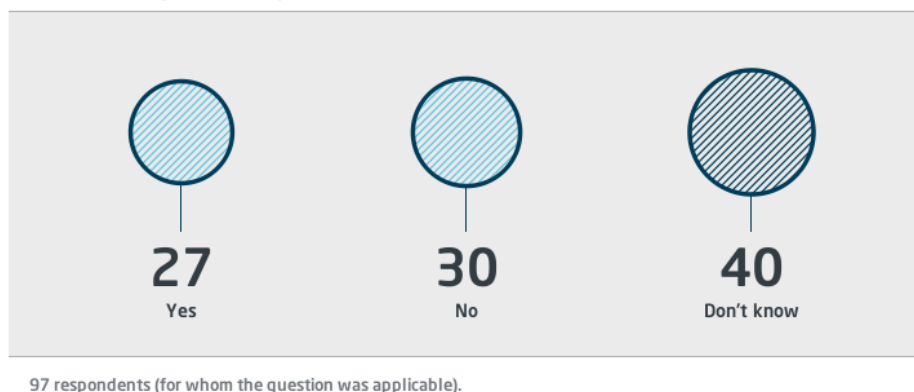 27
30
40
Yes
No
Don't know
97 respondents (for whom the question was applicable).